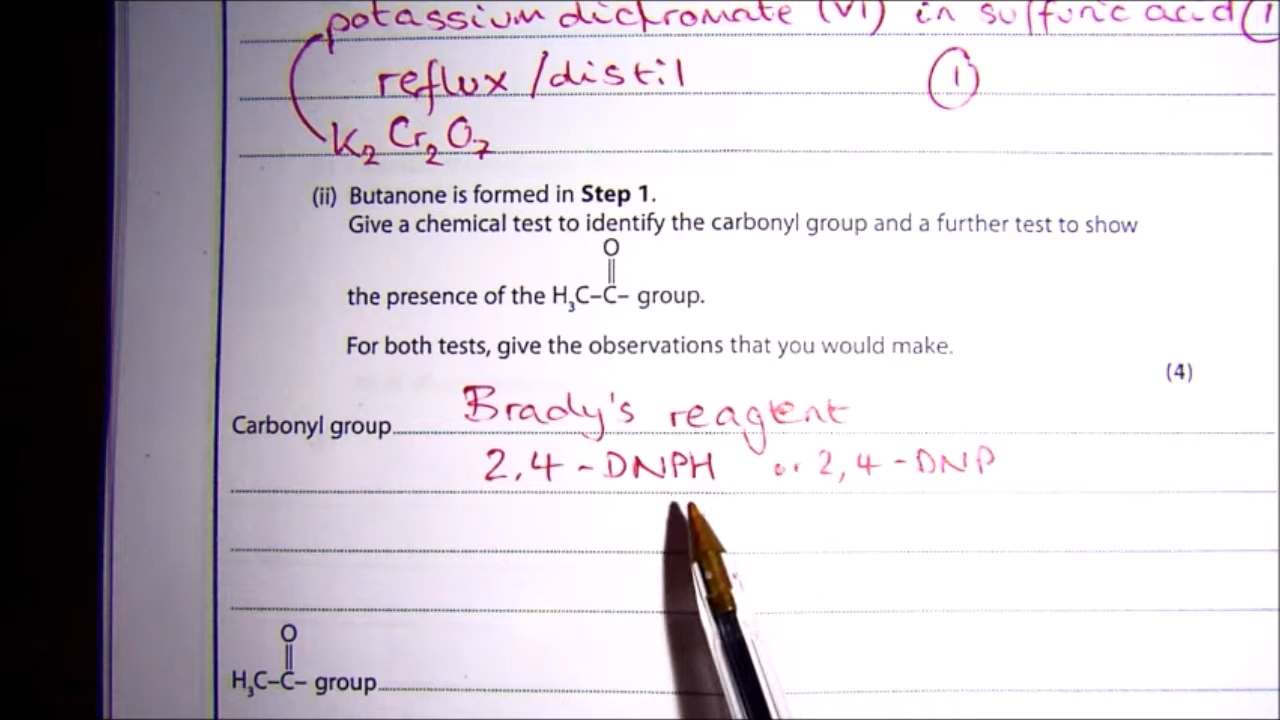 potassium dichromate (VI) in sulfuric acid (1
reflux / distil (1)
K₂Cr₂O₇
(ii) Butanone is formed in Step 1.
Give a chemical test to identify the carbonyl group and a further test to show
O
||
the presence of the H₃C–C– group.
For both tests, give the observations that you would make.
(4)
Carbonyl group Brady's reagent
2,4 - DNPH or 2,4 - DNP
O
||
H₃C–C– group